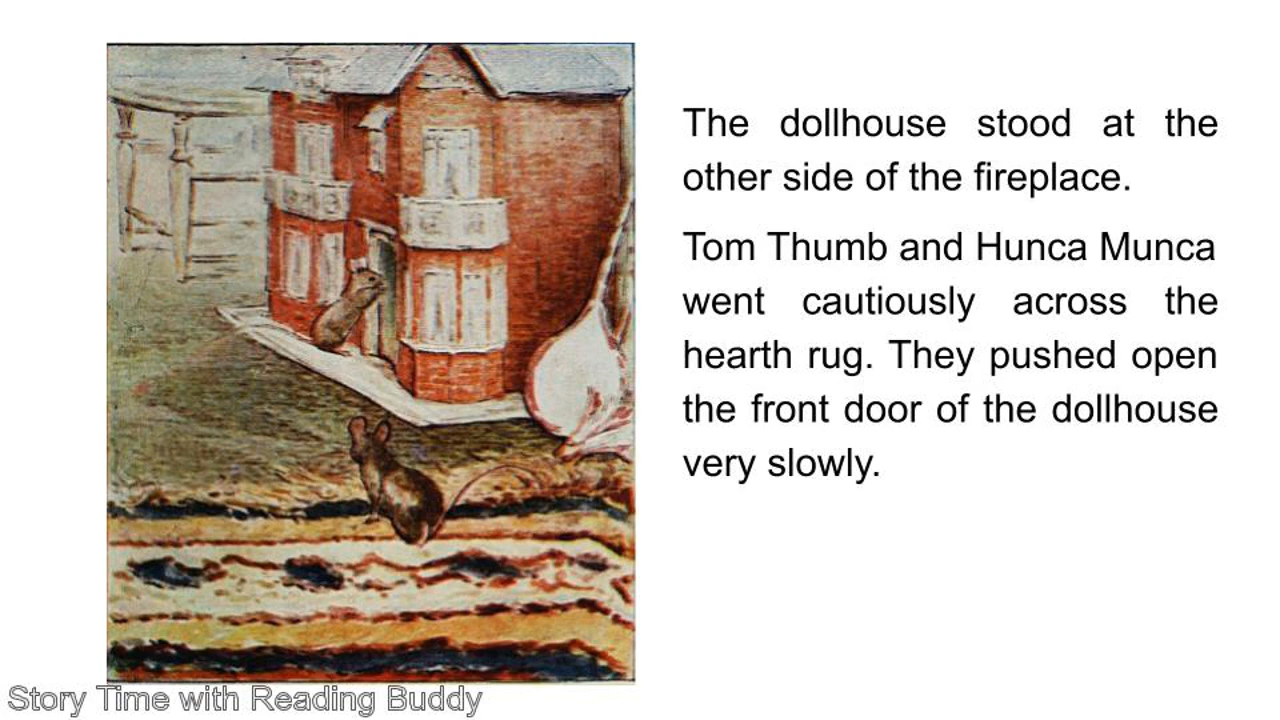 The dollhouse stood at the
other side of the fireplace.
Tom Thumb and Hunca Munca
went cautiously across the
hearth rug. They pushed open
the front door of the dollhouse
very slowly.
Story Time with Reading Buddy